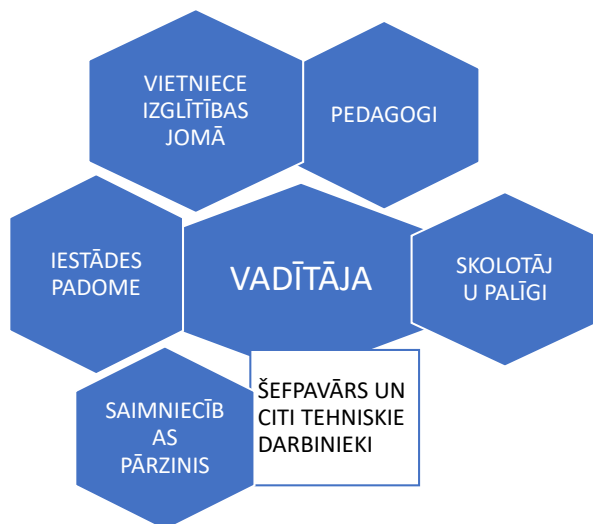 VIETNIECE
IZGLĪTĪBAS
JOMĀ
PEDAGOGI
IESTĀDES
PADOME
VADĪTĀJA
SKOLOTĀJ
U PALĪGI
SAIMNIECĪB
AS
PĀRZINIS
ŠEFPAVĀRS UN
CITI TEHNISKIE
DARBINIEKI